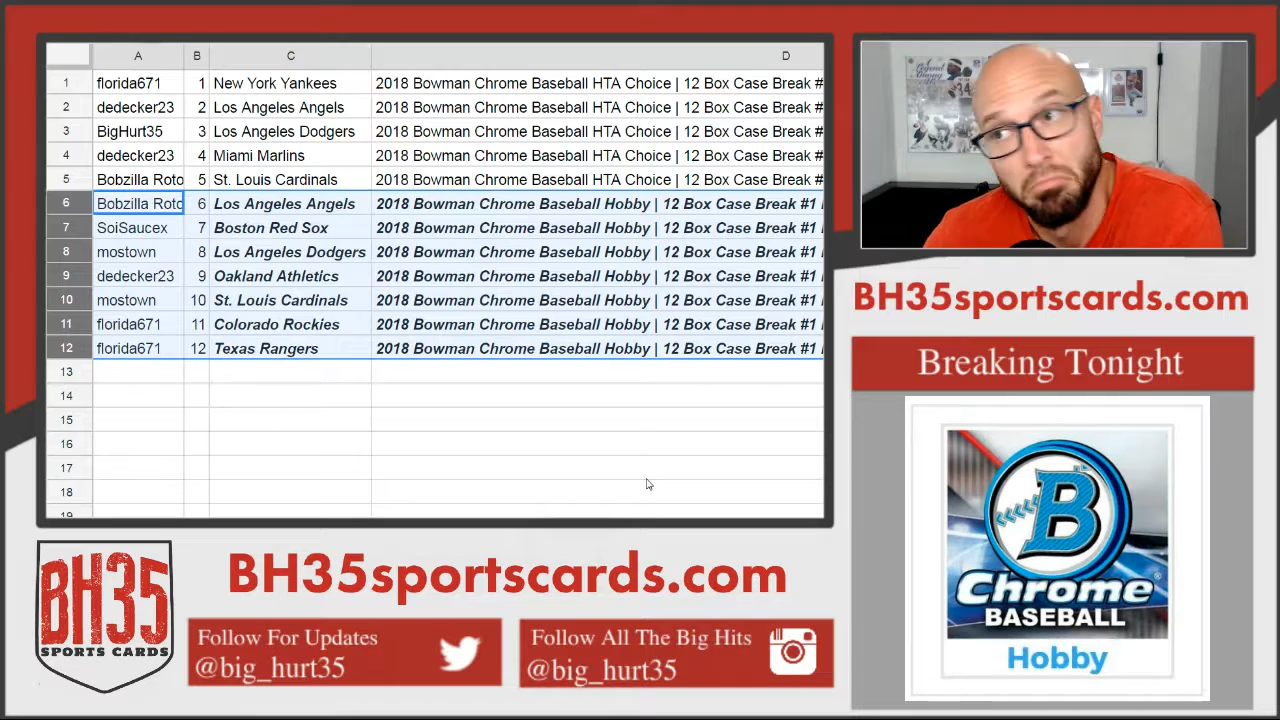 A B C D
1 florida671 1 New York Yankees 2018 Bowman Chrome Baseball HTA Choice | 12 Box Case Break #
2 dedecker23 2 Los Angeles Angels 2018 Bowman Chrome Baseball HTA Choice | 12 Box Case Break #
3 BigHurt35 3 Los Angeles Dodgers 2018 Bowman Chrome Baseball HTA Choice | 12 Box Case Break #
4 dedecker23 4 Miami Marlins 2018 Bowman Chrome Baseball HTA Choice | 12 Box Case Break #
5 Bobzilla Roto 5 St. Louis Cardinals 2018 Bowman Chrome Baseball HTA Choice | 12 Box Case Break #
6 Bobzilla Roto 6 Los Angeles Angels 2018 Bowman Chrome Baseball Hobby | 12 Box Case Break #1
7 SoiSaucex 7 Boston Red Sox 2018 Bowman Chrome Baseball Hobby | 12 Box Case Break #1
8 mostown 8 Los Angeles Dodgers 2018 Bowman Chrome Baseball Hobby | 12 Box Case Break #1
9 dedecker23 9 Oakland Athletics 2018 Bowman Chrome Baseball Hobby | 12 Box Case Break #1
10 mostown 10 St. Louis Cardinals 2018 Bowman Chrome Baseball Hobby | 12 Box Case Break #1
11 florida671 11 Colorado Rockies 2018 Bowman Chrome Baseball Hobby | 12 Box Case Break #1
12 florida671 12 Texas Rangers 2018 Bowman Chrome Baseball Hobby | 12 Box Case Break #1
13
14
15
16
17
18
19
34
BH35sportscards.com
Breaking Tonight
B
Chrome
BASEBALL
Hobby
BH35
SPORTS CARDS
BH35sportscards.com
Follow For Updates
@big_hurt35
Follow All The Big Hits
@big_hurt35